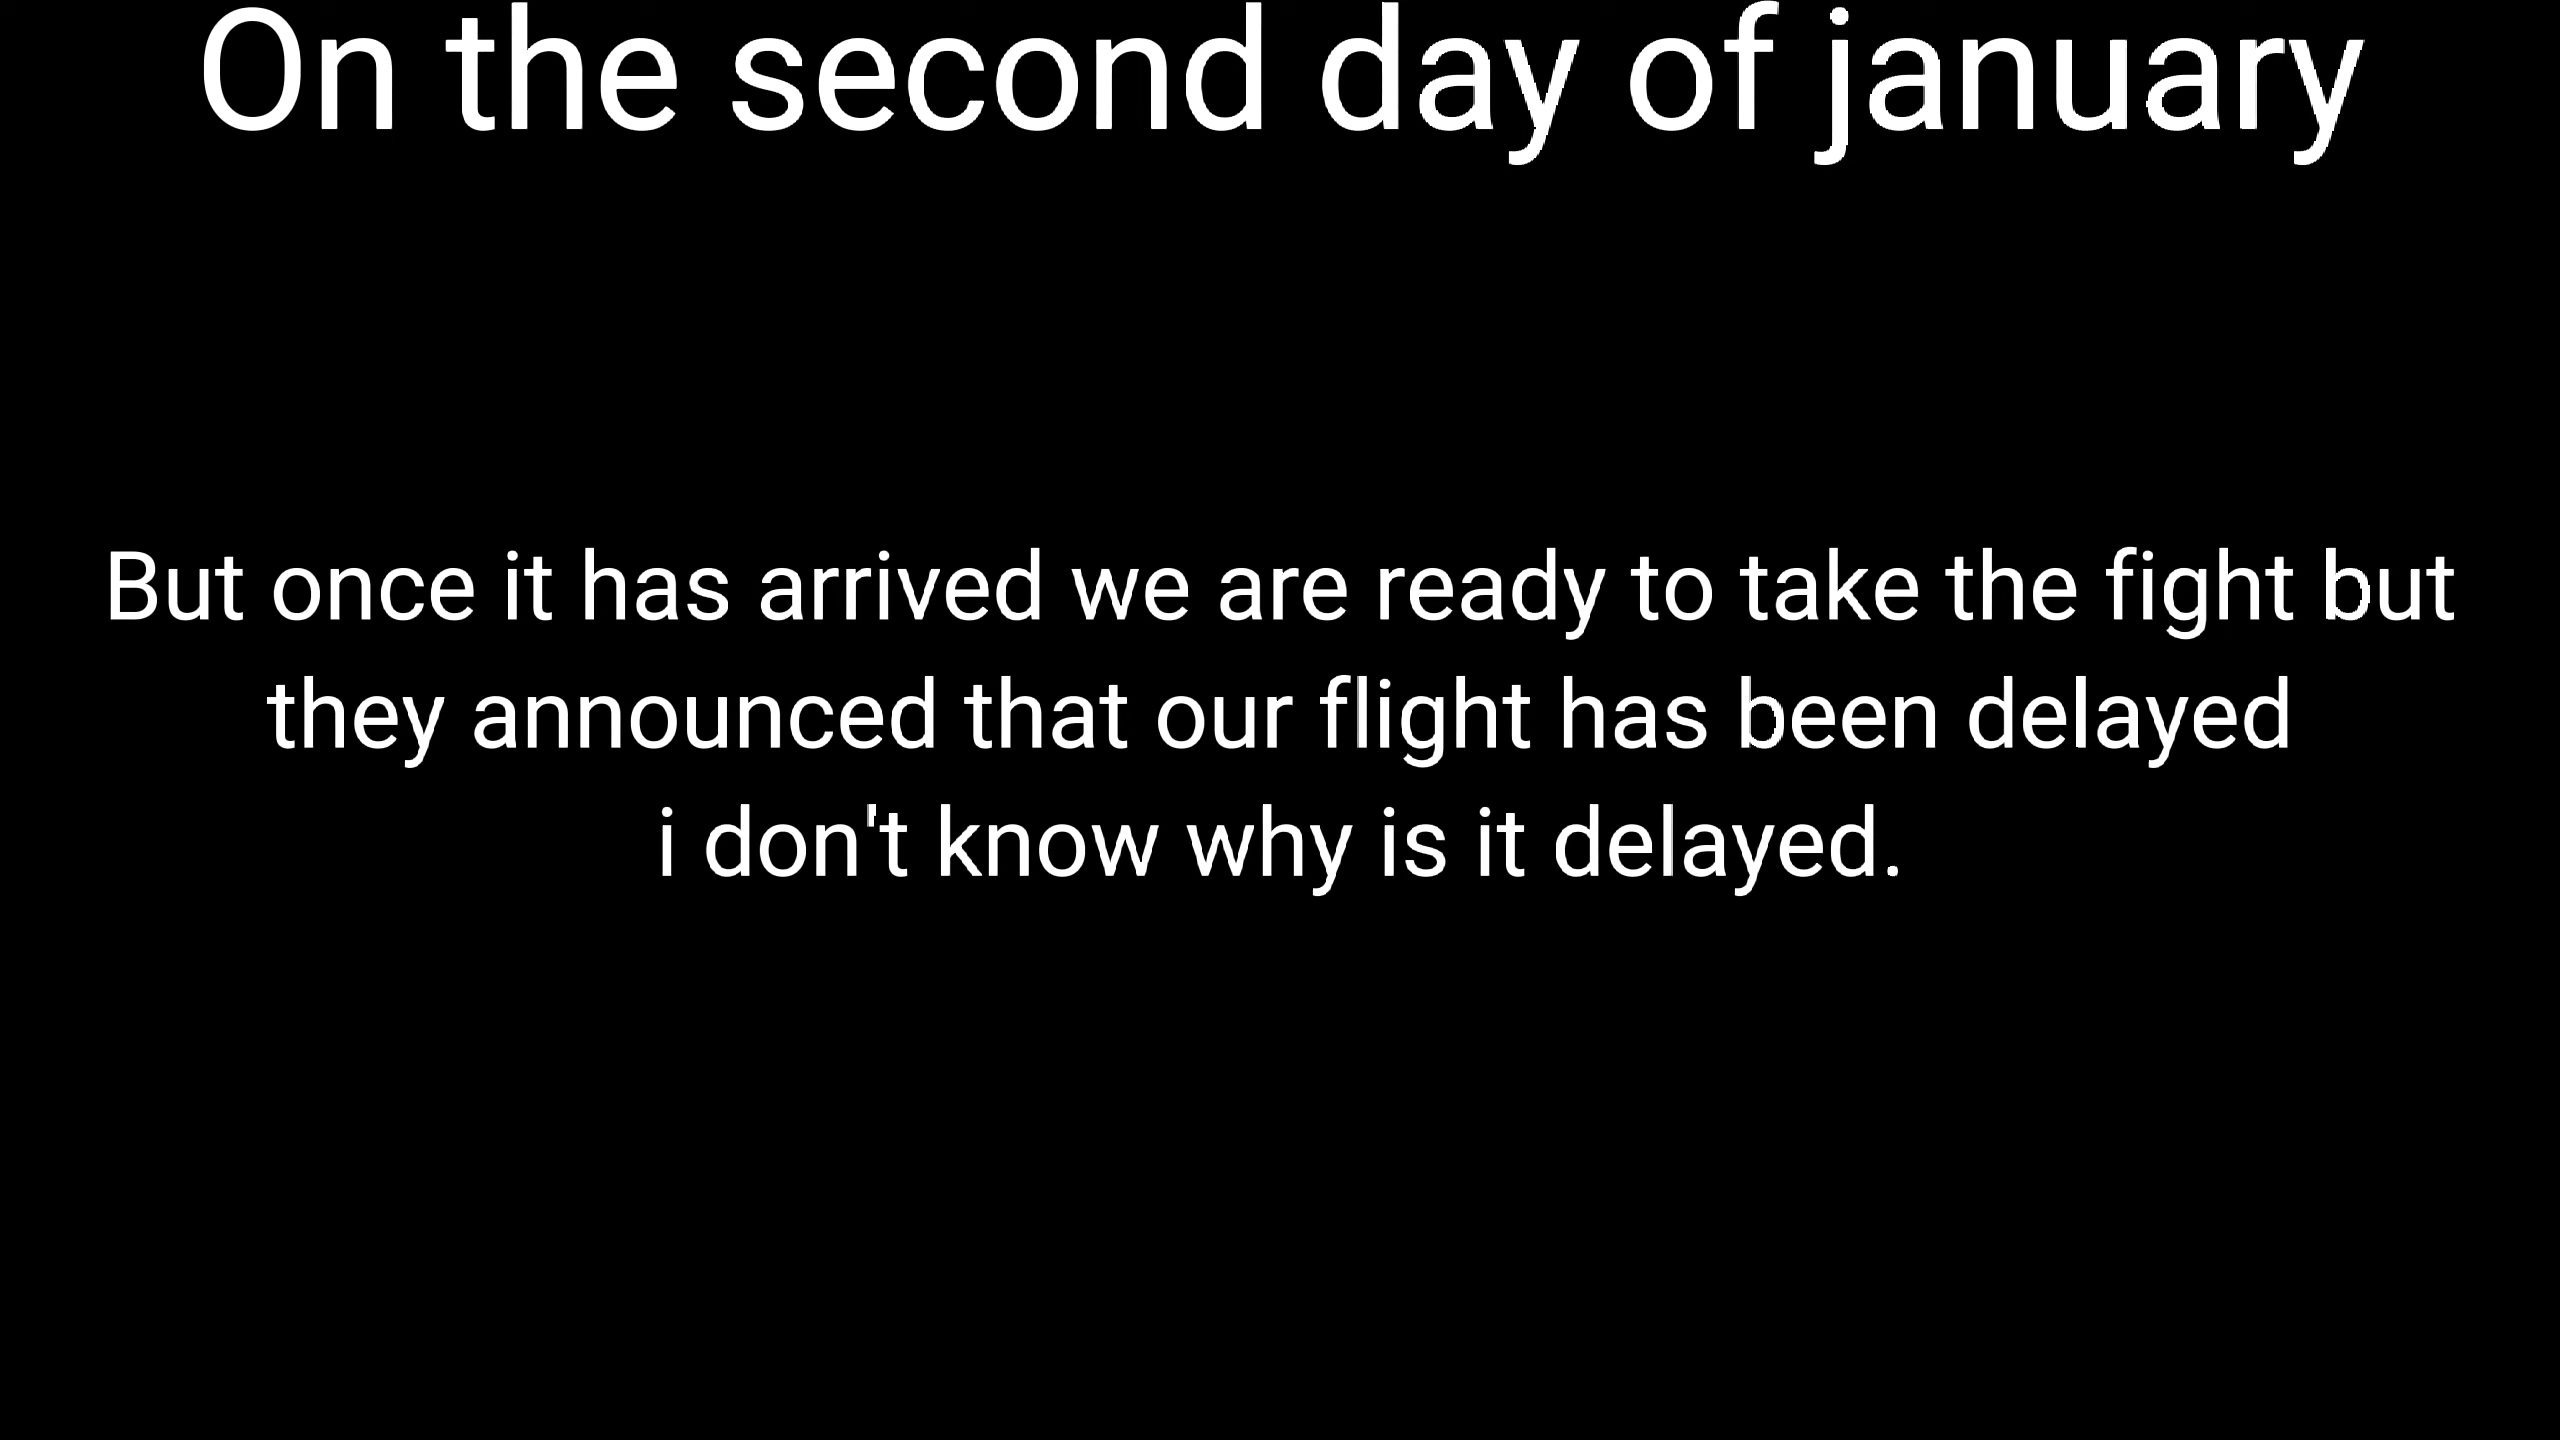 On the second day of january
But once it has arrived we are ready to take the fight but
they announced that our flight has been delayed
i don't know why is it delayed.